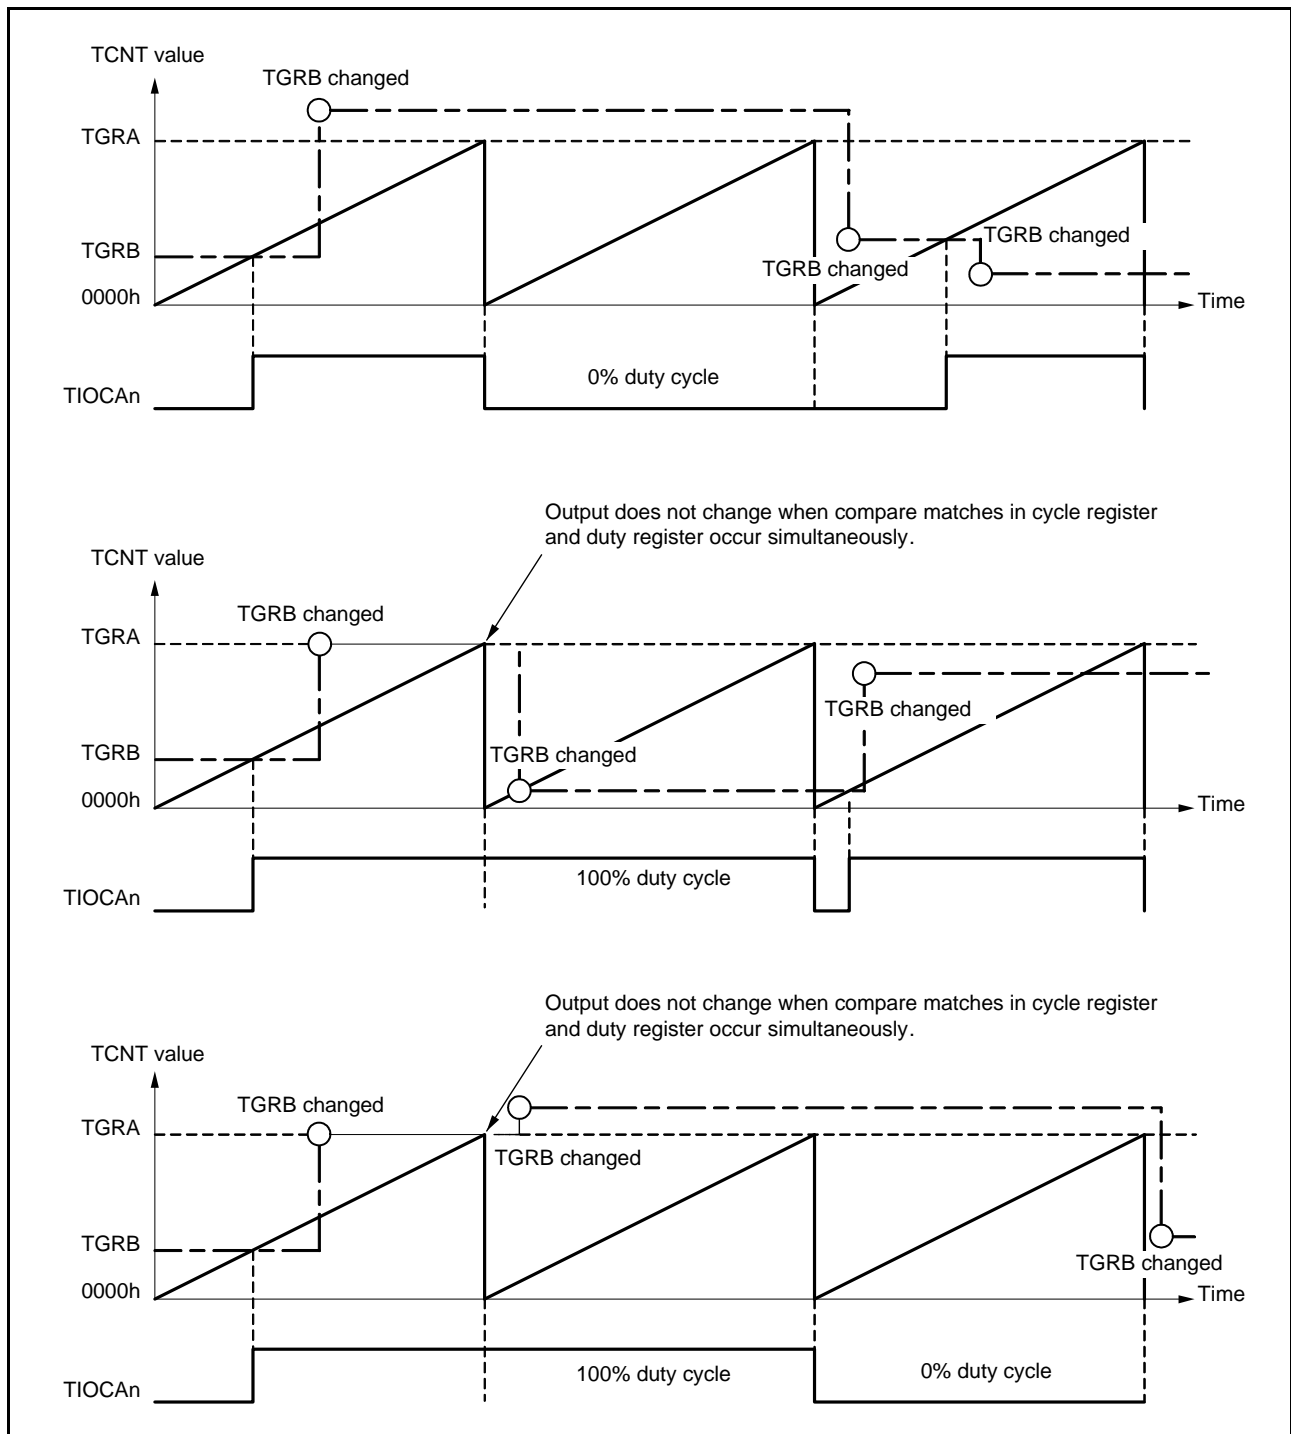 TCNT value
TGRB changed
TGRA
TGRB
TGRB changed
TGRB changed
0000h
Time
0% duty cycle
TIOCAn
Output does not change when compare matches in cycle register
and duty register occur simultaneously.
TCNT value
TGRB changed
TGRA
TGRB changed
TGRB
TGRB changed
0000h
Time
100% duty cycle
TIOCAn
Output does not change when compare matches in cycle register
and duty register occur simultaneously.
TCNT value
TGRB changed
TGRA
TGRB changed
TGRB
TGRB changed
0000h
Time
100% duty cycle
0% duty cycle
TIOCAn